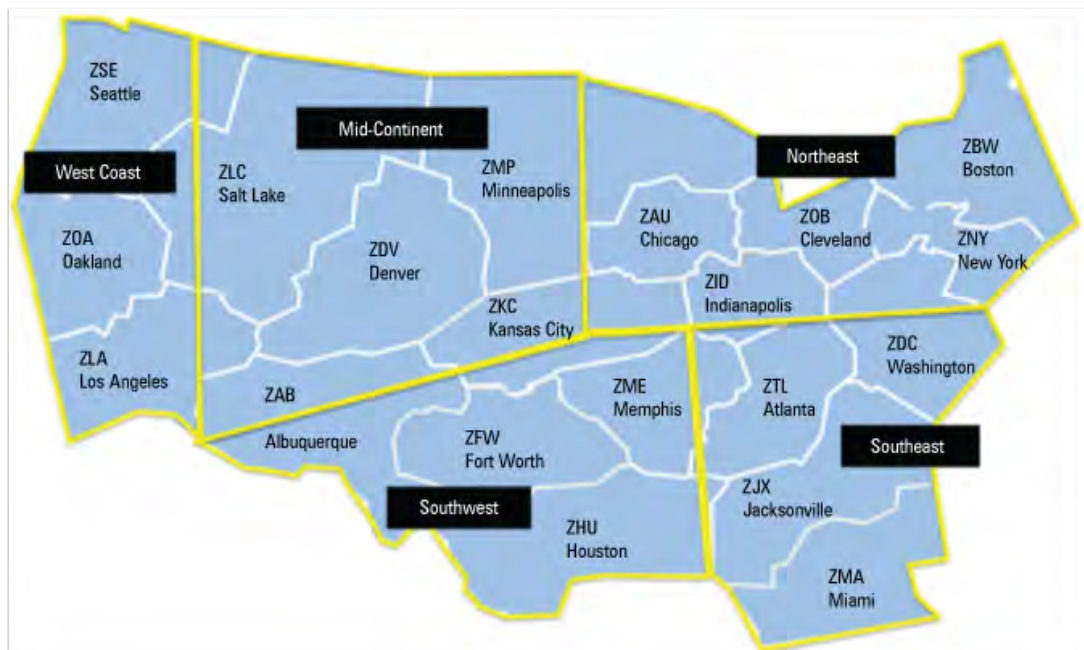 ZSE
Seattle
West Coast
ZOA
Oakland
ZLA
Los Angeles
Mid-Continent
ZLC
Salt Lake
ZMP
Minneapolis
ZDV
Denver
ZKC
Kansas City
ZAB
Albuquerque
Northeast
ZBW
Boston
ZAU
Chicago
ZOB
Cleveland
ZNY
New York
ZID
Indianapolis
ZDC
Washington
ZME
Memphis
ZTL
Atlanta
ZFW
Fort Worth
Southeast
Southwest
ZJX
Jacksonville
ZHU
Houston
ZMA
Miami